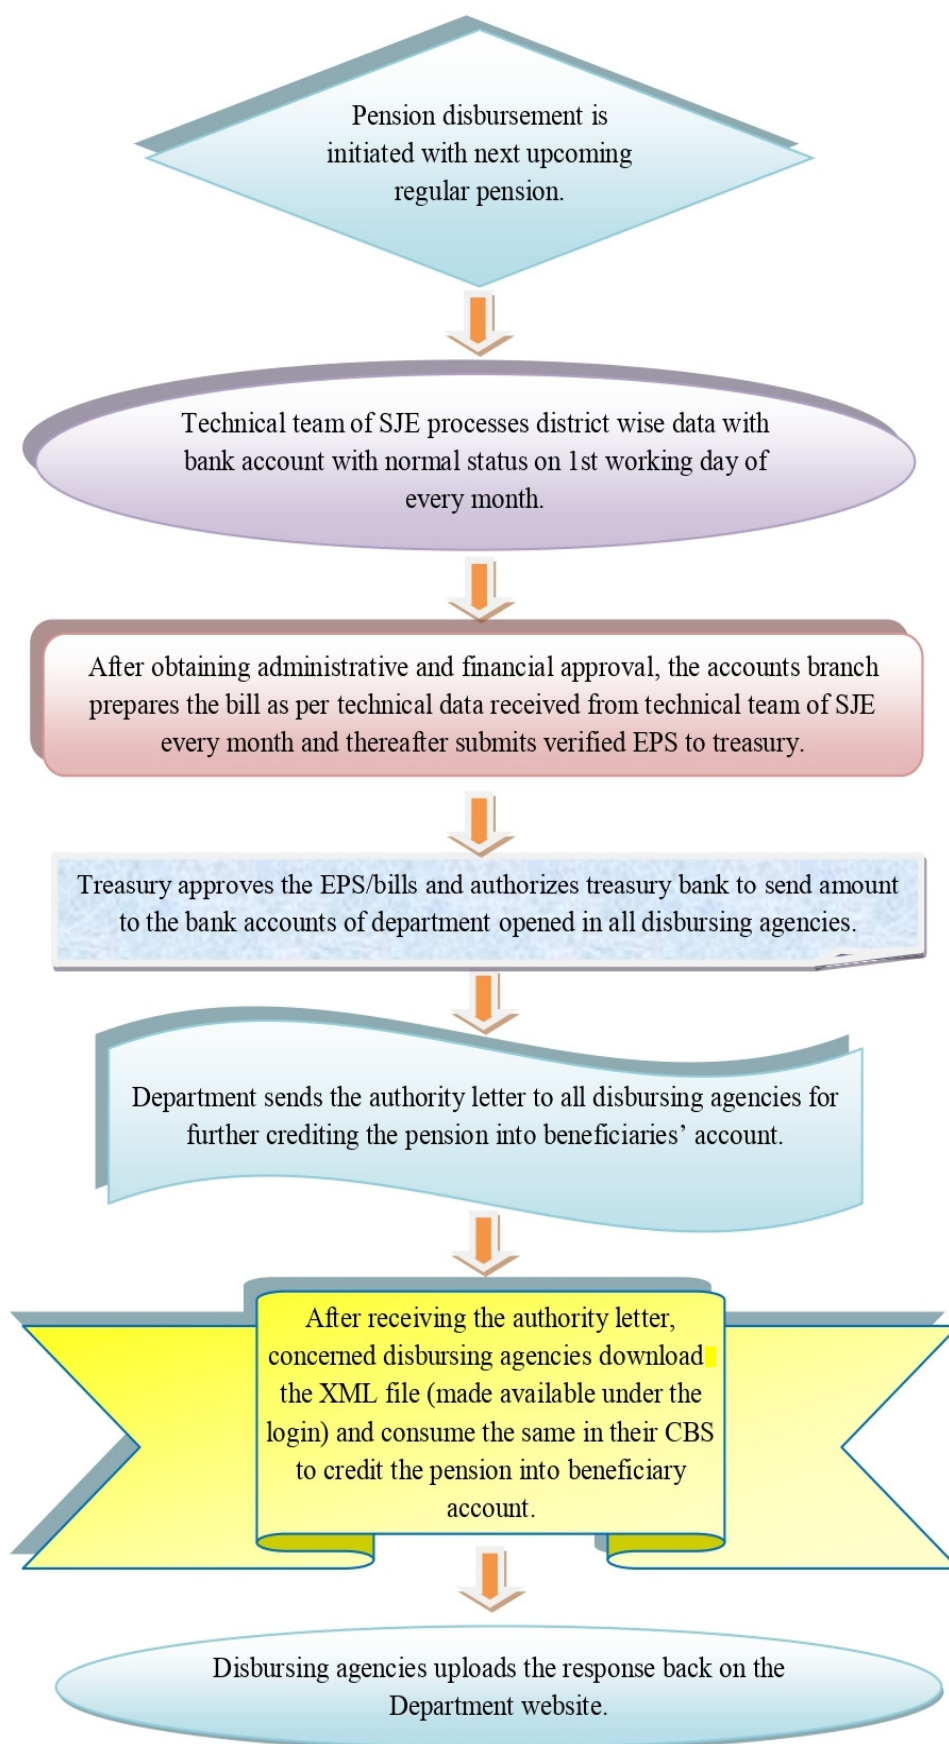 Pension disbursement is
initiated with next upcoming
regular pension.
Technical team of SJE processes district wise data with
bank account with normal status on 1st working day of
every month.
After obtaining administrative and financial approval, the accounts branch
prepares the bill as per technical data received from technical team of SJE
every month and thereafter submits verified EPS to treasury.
Treasury approves the EPS/bills and authorizes treasury bank to send amount
to the bank accounts of department opened in all disbursing agencies.
Department sends the authority letter to all disbursing agencies for
further crediting the pension into beneficiaries’ account.
After receiving the authority letter,
concerned disbursing agencies download
the XML file (made available under the
login) and consume the same in their CBS
to credit the pension into beneficiary
account.
Disbursing agencies uploads the response back on the
Department website.